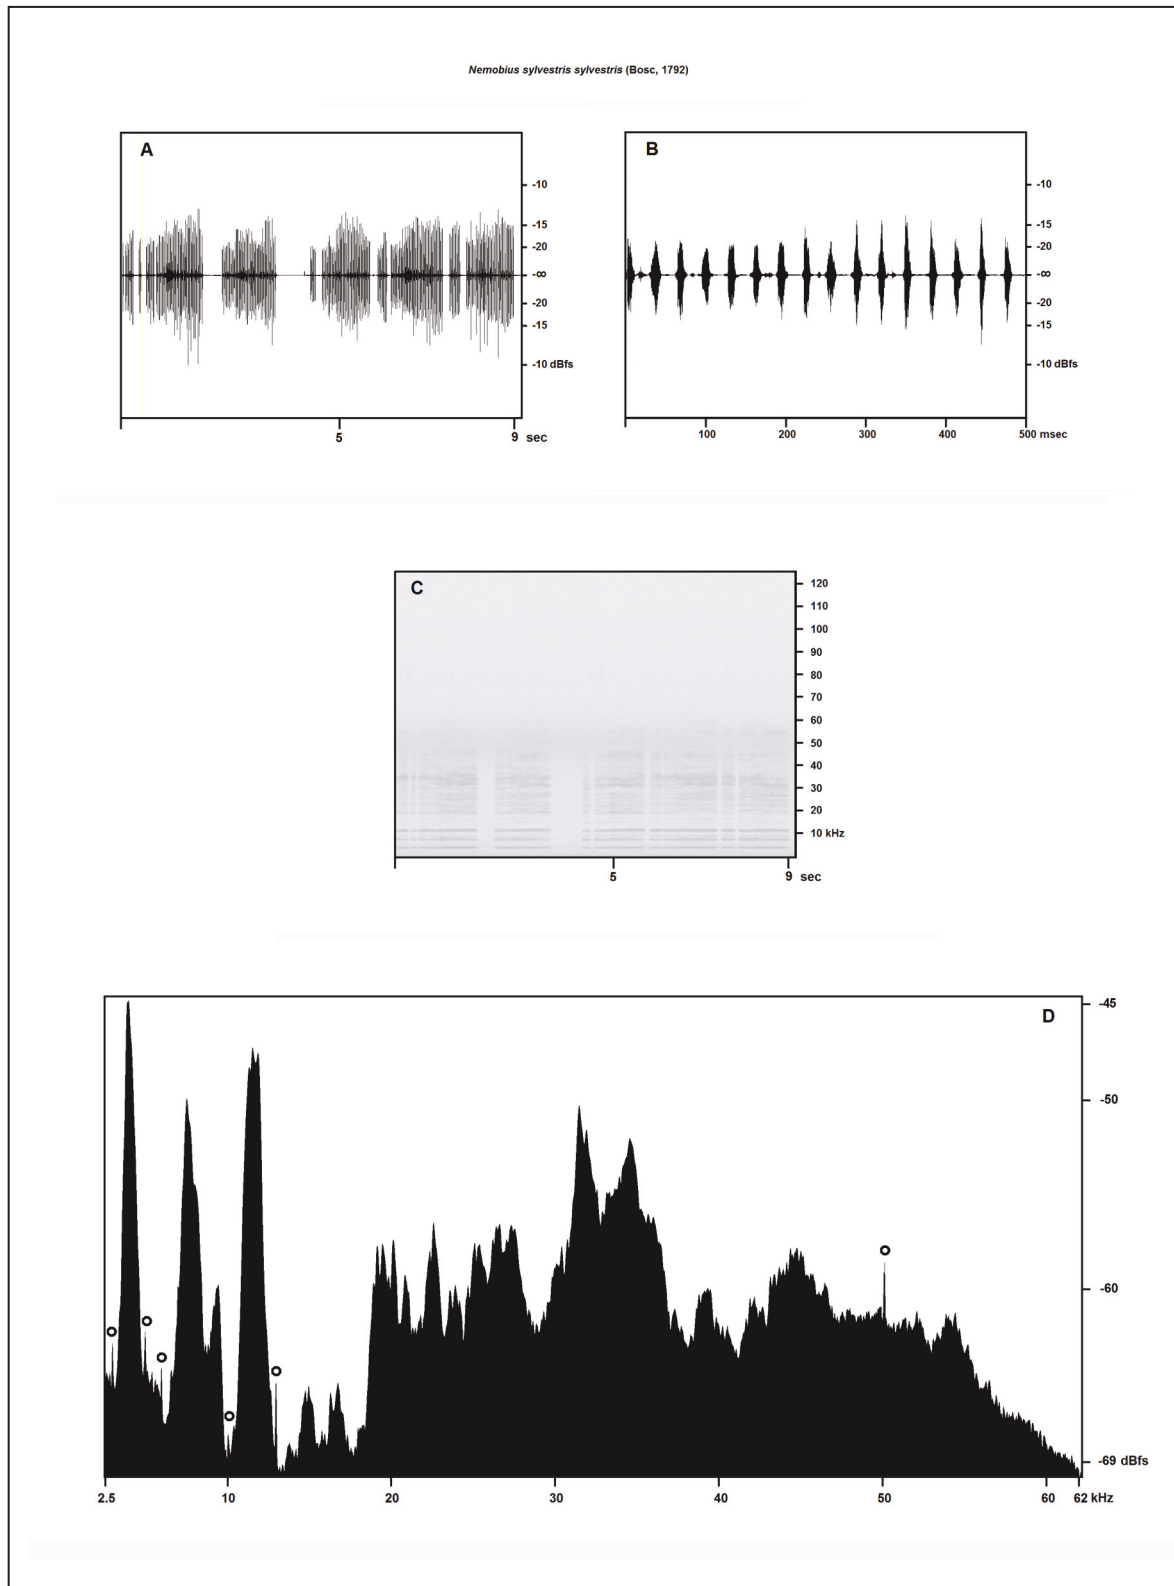 Nemobius sylvestris sylvestris (Bosc, 1792)
A
-10
-15
-20
-∞
-20
-15
-10 dBfs
5 9 sec
B
-10
-15
-20
-∞
-20
-15
-10 dBfs
100 200 300 400 500 msec
C
120
110
100
90
80
70
60
50
40
30
20
10 kHz
5 9 sec
D
-45
-50
-60
-69 dBfs
2.5 10 20 30 40 50 60 62 kHz